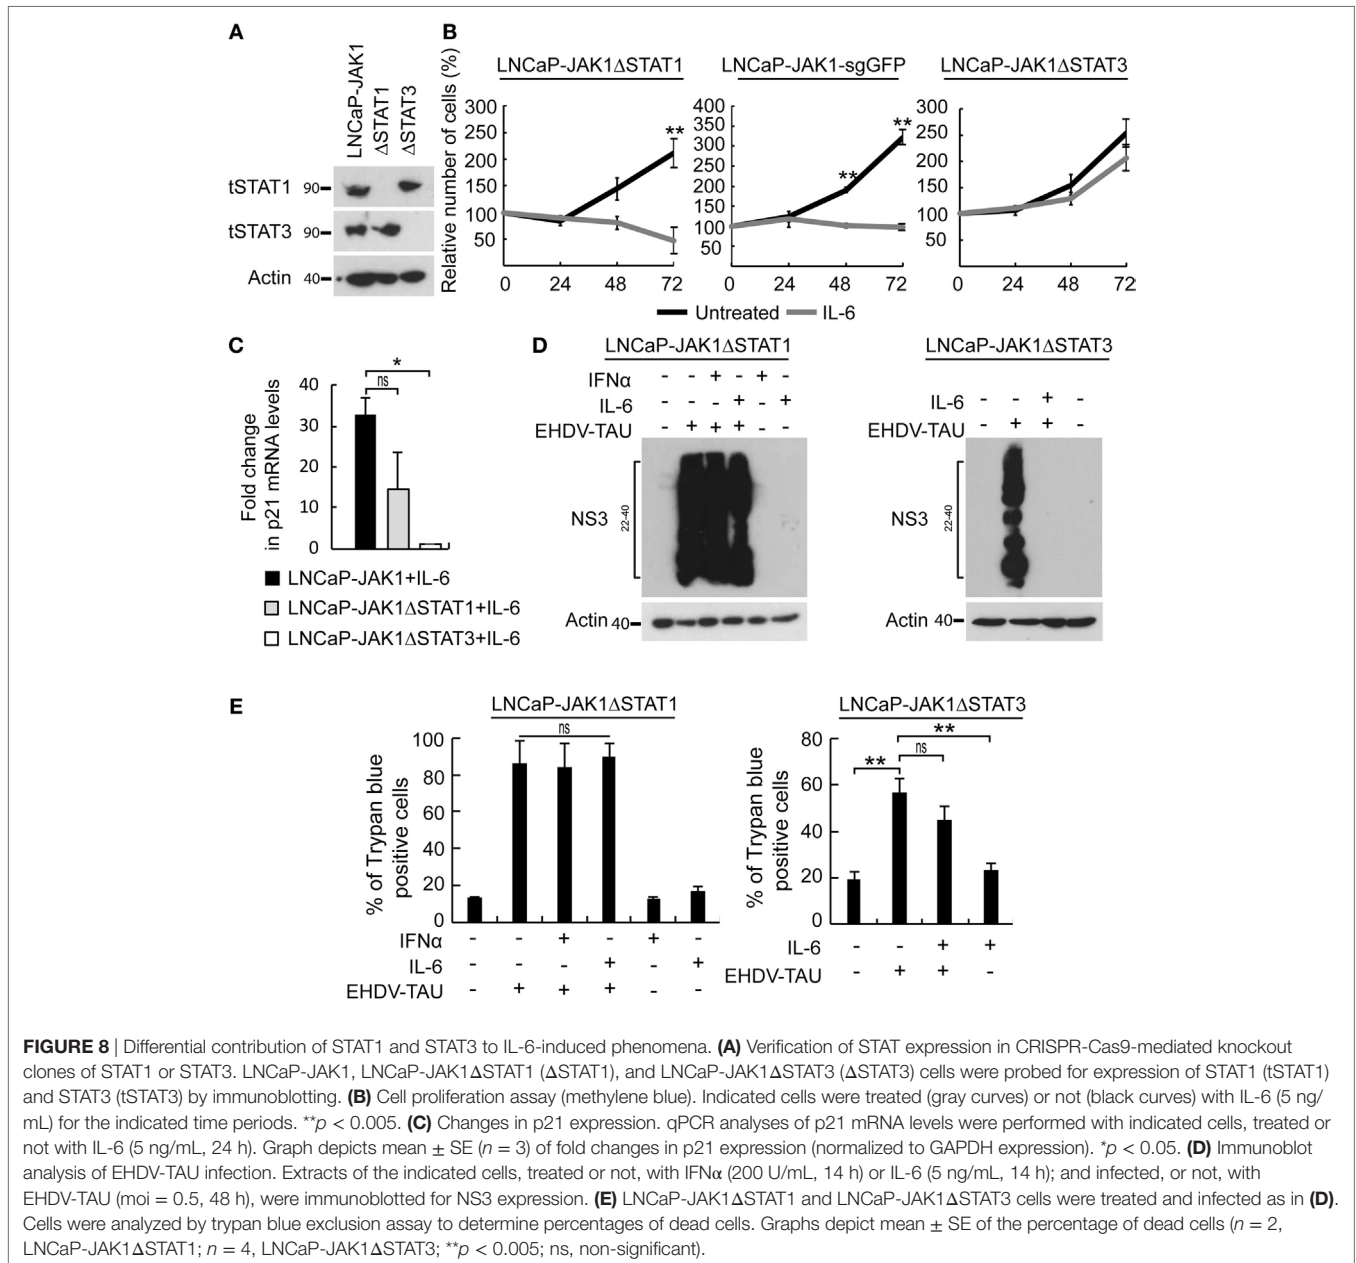 A
LNCaP-JAK1
ΔSTAT1
ΔSTAT3
tSTAT1 90
tSTAT3 90
Actin 40
B
LNCaP-JAK1ΔSTAT1
LNCaP-JAK1-sgGFP
LNCaP-JAK1ΔSTAT3
Relative number of cells (%)
300
250
200
150
100
50
**
0 24 48 72
400
350
300
250
200
150
100
50
**
**
0 24 48 72
300
250
200
150
100
50
0 24 48 72
Untreated IL-6
C
Fold change
in p21 mRNA levels
40
30
20
10
0
*
ns
LNCaP-JAK1+IL-6
LNCaP-JAK1ΔSTAT1+IL-6
LNCaP-JAK1ΔSTAT3+IL-6
D
LNCaP-JAK1ΔSTAT1
IFNα - - + - + -
IL-6 - - - + - +
EHDV-TAU - + + + - -
NS3 22-40
Actin 40
LNCaP-JAK1ΔSTAT3
IL-6 - - + -
EHDV-TAU - + + -
NS3 22-40
Actin 40
E
LNCaP-JAK1ΔSTAT1
% of Trypan blue
positive cells
100
80
60
40
20
0
ns
IFNα - - + - + -
IL-6 - - - + - +
EHDV-TAU - + + + - -
LNCaP-JAK1ΔSTAT3
% of Trypan blue
positive cells
80
60
40
20
0
**
ns
**
IL-6 - - + +
EHDV-TAU - + + -
FIGURE 8 | Differential contribution of STAT1 and STAT3 to IL-6-induced phenomena. (A) Verification of STAT expression in CRISPR-Cas9-mediated knockout
clones of STAT1 or STAT3. LNCaP-JAK1, LNCaP-JAK1ΔSTAT1 (ΔSTAT1), and LNCaP-JAK1ΔSTAT3 (ΔSTAT3) cells were probed for expression of STAT1 (tSTAT1)
and STAT3 (tSTAT3) by immunoblotting. (B) Cell proliferation assay (methylene blue). Indicated cells were treated (gray curves) or not (black curves) with IL-6 (5 ng/
mL) for the indicated time periods. **p < 0.005. (C) Changes in p21 expression. qPCR analyses of p21 mRNA levels were performed with indicated cells, treated or
not with IL-6 (5 ng/mL, 24 h). Graph depicts mean ± SE (n = 3) of fold changes in p21 expression (normalized to GAPDH expression). *p < 0.05. (D) Immunoblot
analysis of EHDV-TAU infection. Extracts of the indicated cells, treated or not, with IFNα (200 U/mL, 14 h) or IL-6 (5 ng/mL, 14 h); and infected, or not, with
EHDV-TAU (moi = 0.5, 48 h), were immunoblotted for NS3 expression. (E) LNCaP-JAK1ΔSTAT1 and LNCaP-JAK1ΔSTAT3 cells were treated and infected as in (D).
Cells were analyzed by trypan blue exclusion assay to determine percentages of dead cells. Graphs depict mean ± SE of the percentage of dead cells (n = 2,
LNCaP-JAK1ΔSTAT1; n = 4, LNCaP-JAK1ΔSTAT3; **p < 0.005; ns, non-significant).